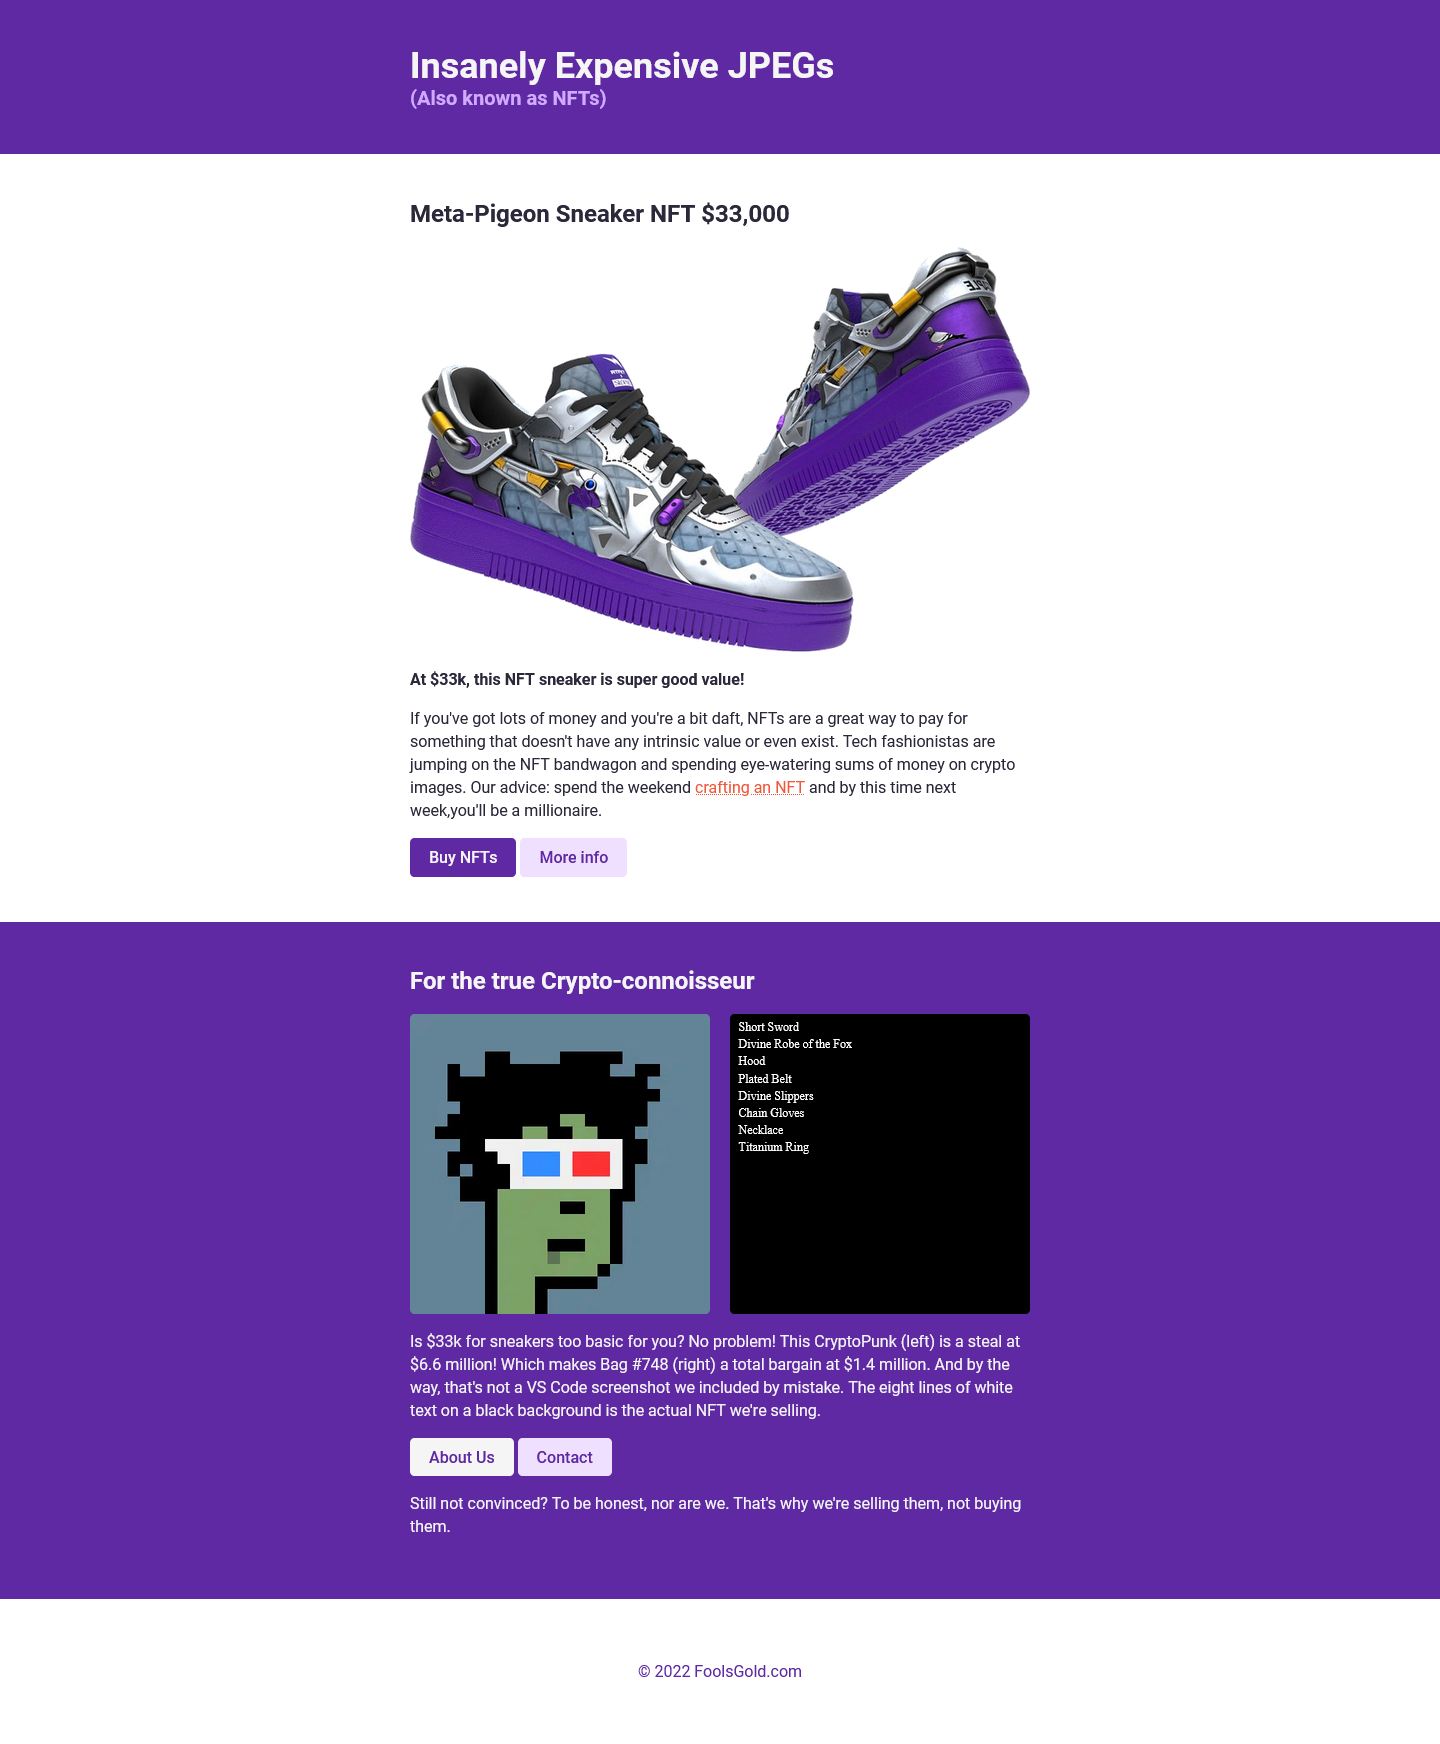 Insanely Expensive JPEGs
(Also known as NFTs)
Meta-Pigeon Sneaker NFT $33,000
At $33k, this NFT sneaker is super good value!
If you've got lots of money and you're a bit daft, NFTs are a great way to pay for
something that doesn't have any intrinsic value or even exist. Tech fashionistas are
jumping on the NFT bandwagon and spending eye-watering sums of money on crypto
images. Our advice: spend the weekend crafting an NFT and by this time next
week,you'll be a millionaire.
Buy NFTs More info
For the true Crypto-connoisseur
Short Sword
Divine Robe of the Fox
Hood
Plated Belt
Divine Slippers
Chain Gloves
Necklace
Titanium Ring
Is $33k for sneakers too basic for you? No problem! This CryptoPunk (left) is a steal at
$6.6 million! Which makes Bag #748 (right) a total bargain at $1.4 million. And by the
way, that's not a VS Code screenshot we included by mistake. The eight lines of white
text on a black background is the actual NFT we're selling.
About Us Contact
Still not convinced? To be honest, nor are we. That's why we're selling them, not buying
them.
© 2022 FoolsGold.com